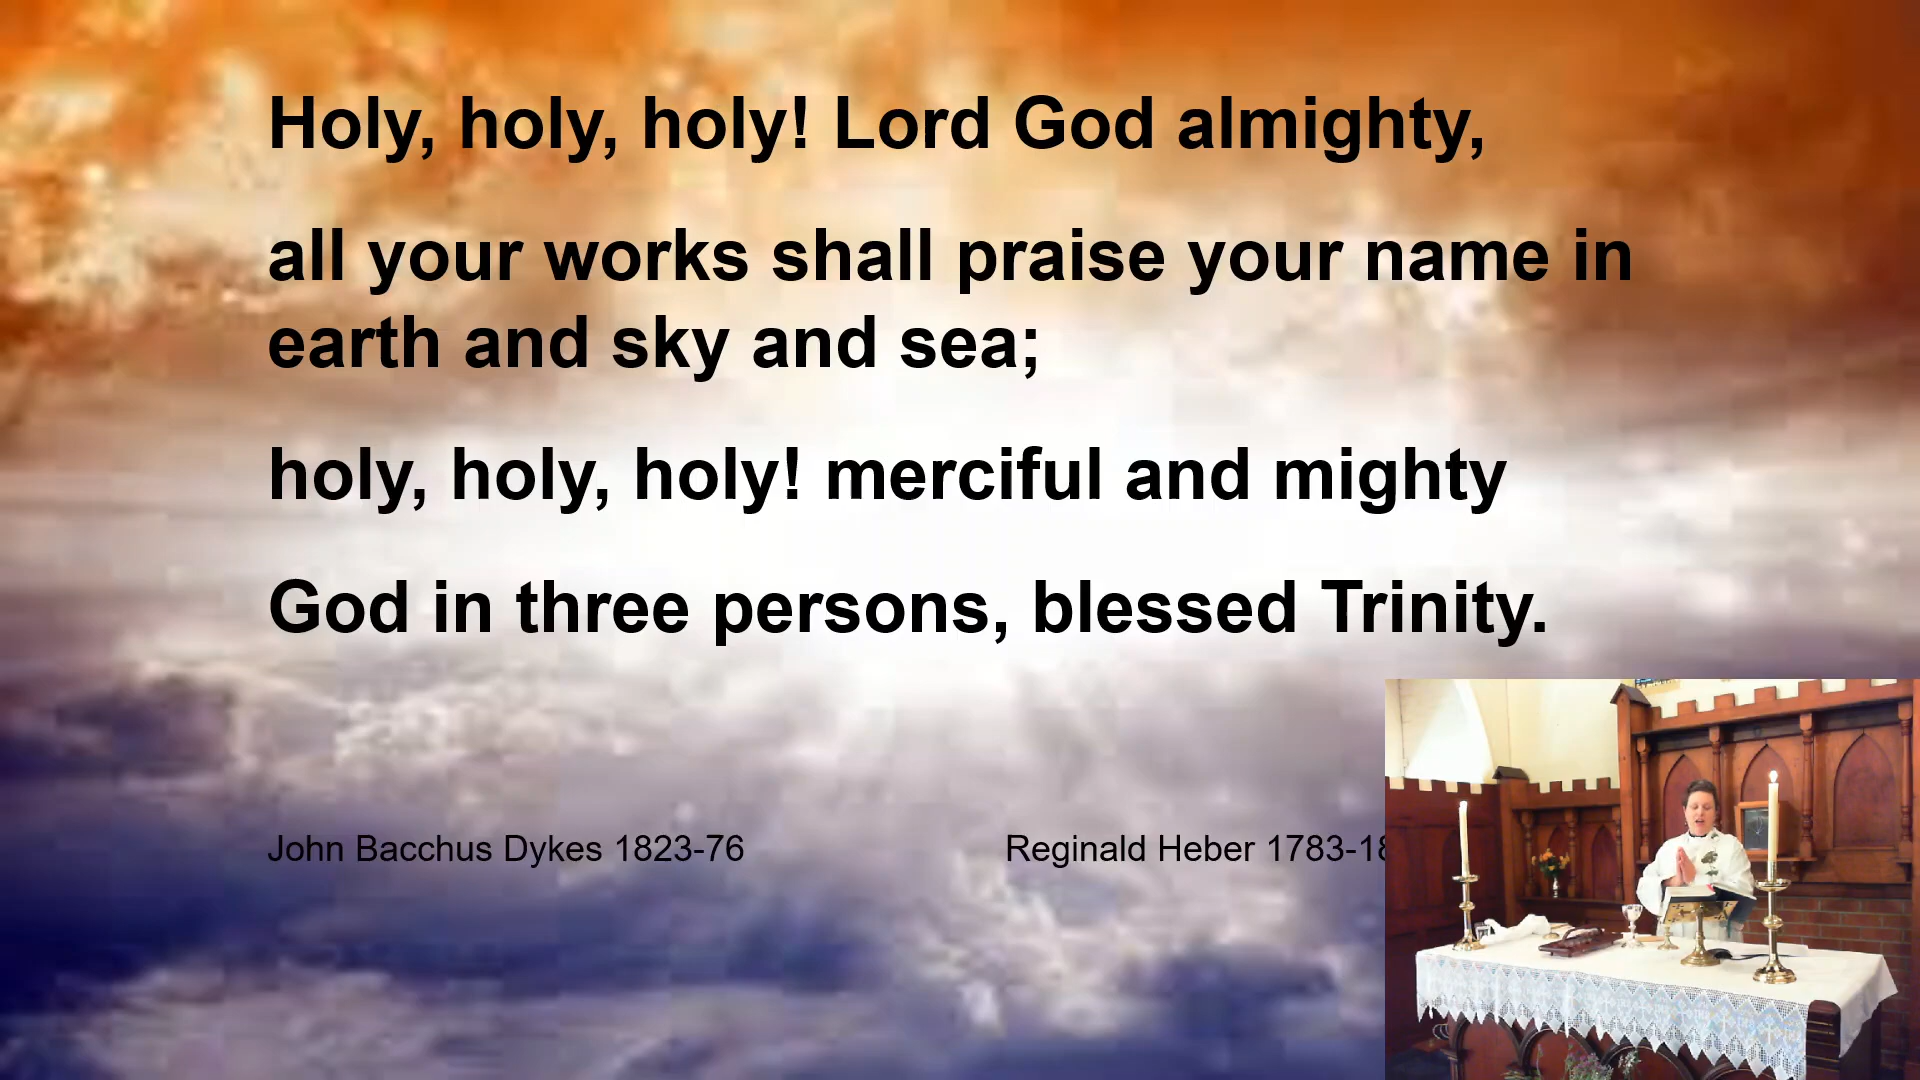 Holy, holy, holy! Lord God almighty,
all your works shall praise your name in
earth and sky and sea;
holy, holy, holy! merciful and mighty
God in three persons, blessed Trinity.
John Bacchus Dykes 1823-76
Reginald Heber